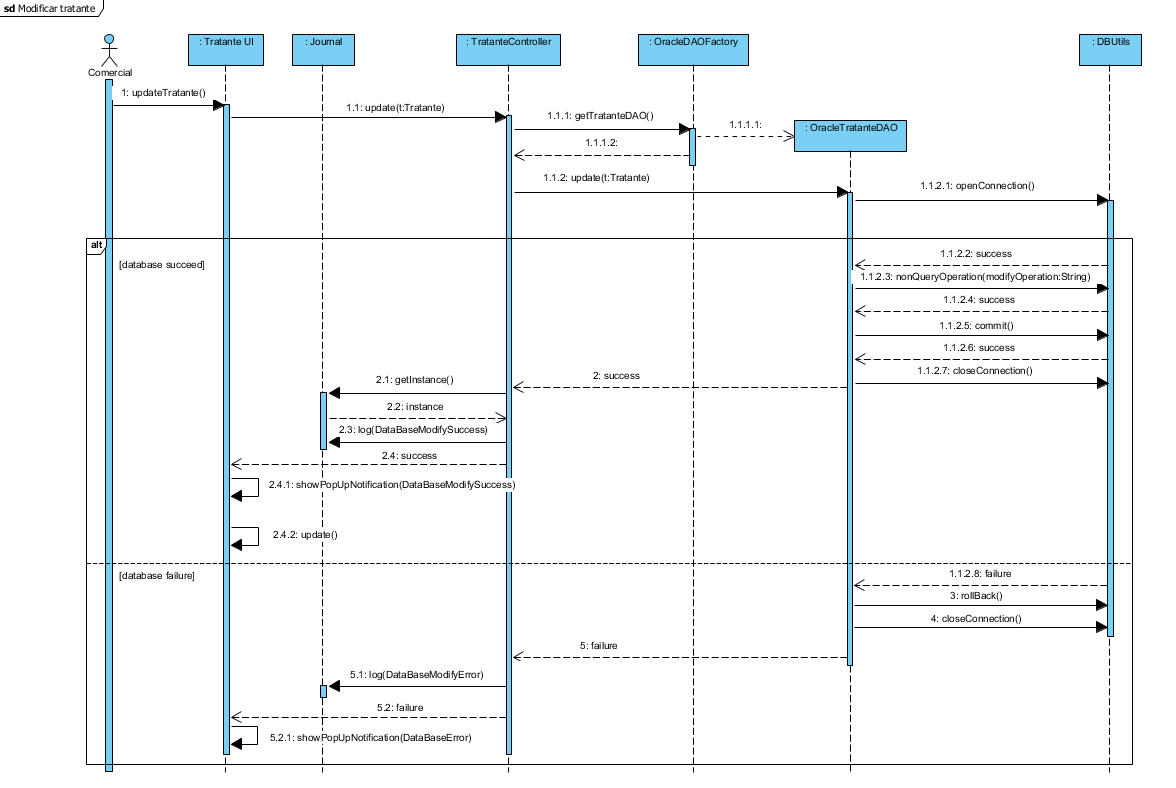 sd Modificar tratante
: Tratante UI
: Journal
: TratanteController
: OracleDAOFactory
: DBUtils
Comercial
1: updateTratante()
1.1: update(t:Tratante)
1.1.1: getTratanteDAO()
1.1.1.1:
: OracleTratanteDAO
1.1.1.2:
1.1.2: update(t:Tratante)
1.1.2.1: openConnection()
alt
[database succeed]
1.1.2.2: success
1.1.2.3: nonQueryOperation(modifyOperation:String)
1.1.2.4: success
1.1.2.5: commit()
1.1.2.6: success
1.1.2.7: closeConnection()
2: success
2.1: getInstance()
2.2: instance
2.3: log(DataBaseModifySuccess)
2.4: success
2.4.1: showPopUpNotification(DataBaseModifySuccess)
2.4.2: update()
[database failure]
1.1.2.8: failure
3: rollBack()
4: closeConnection()
5: failure
5.1: log(DataBaseModifyError)
5.2: failure
5.2.1: showPopUpNotification(DataBaseError)